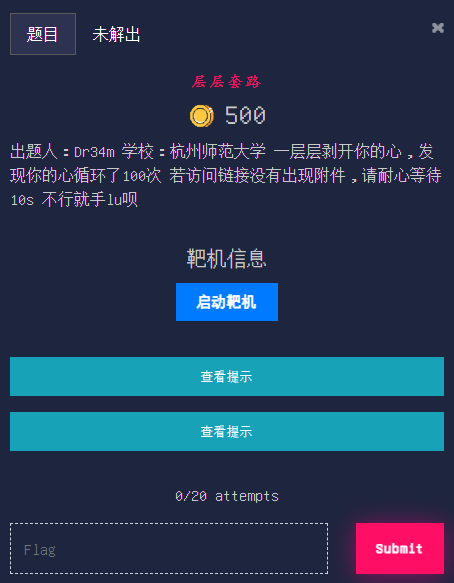 题目 未解出
层层套路
500
出题人：Dr34m 学校：杭州师范大学 一层层剥开你的心，发
现你的心循环了100次 若访问链接没有出现附件，请耐心等待
10s 不行就手lu呗
靶机信息
启动靶机
查看提示
查看提示
0/20 attempts
Flag
Submit